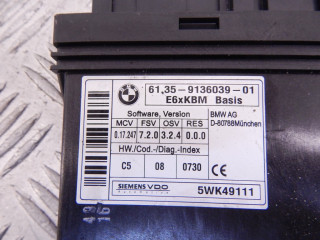 BMW
61,35-9136039-01
E6xKBM Basis
Software, Version
MCV FSV OSV RES
0.17.247 7.2.0 3.2.4 0.0.0
BMW AG
D-80788München
HW./Cod.-/Diag.-Index
C5 08 0730
SIEMENS VDO
5WK49111